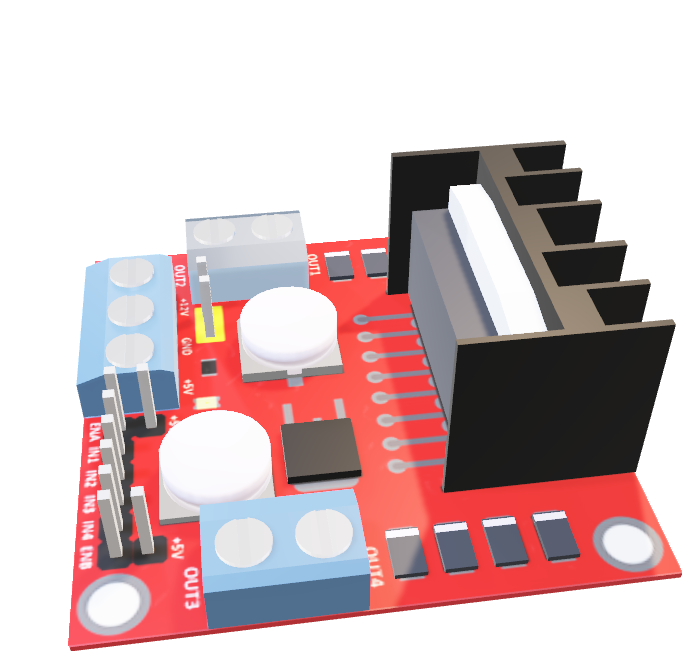 OUT2
OUT1
+12V
GND
+5V
ENA
IN1
IN2
IN3
IN4
ENB
+5V
OUT3
OUT4